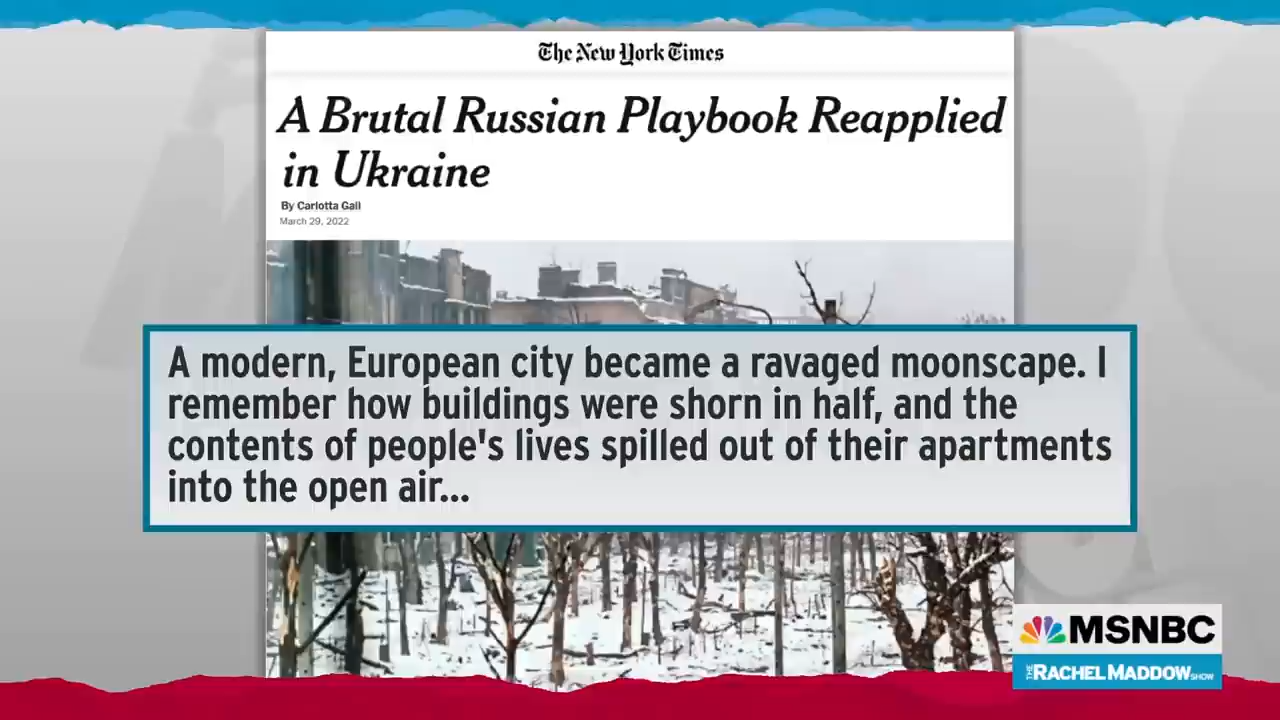 The New York Times
A Brutal Russian Playbook Reapplied
in Ukraine
By Carlotta Gall
March 29, 2022
A modern, European city became a ravaged moonscape. I
remember how buildings were shorn in half, and the
contents of people's lives spilled out of their apartments
into the open air...
MSNBC
THE RACHEL MADDOW SHOW